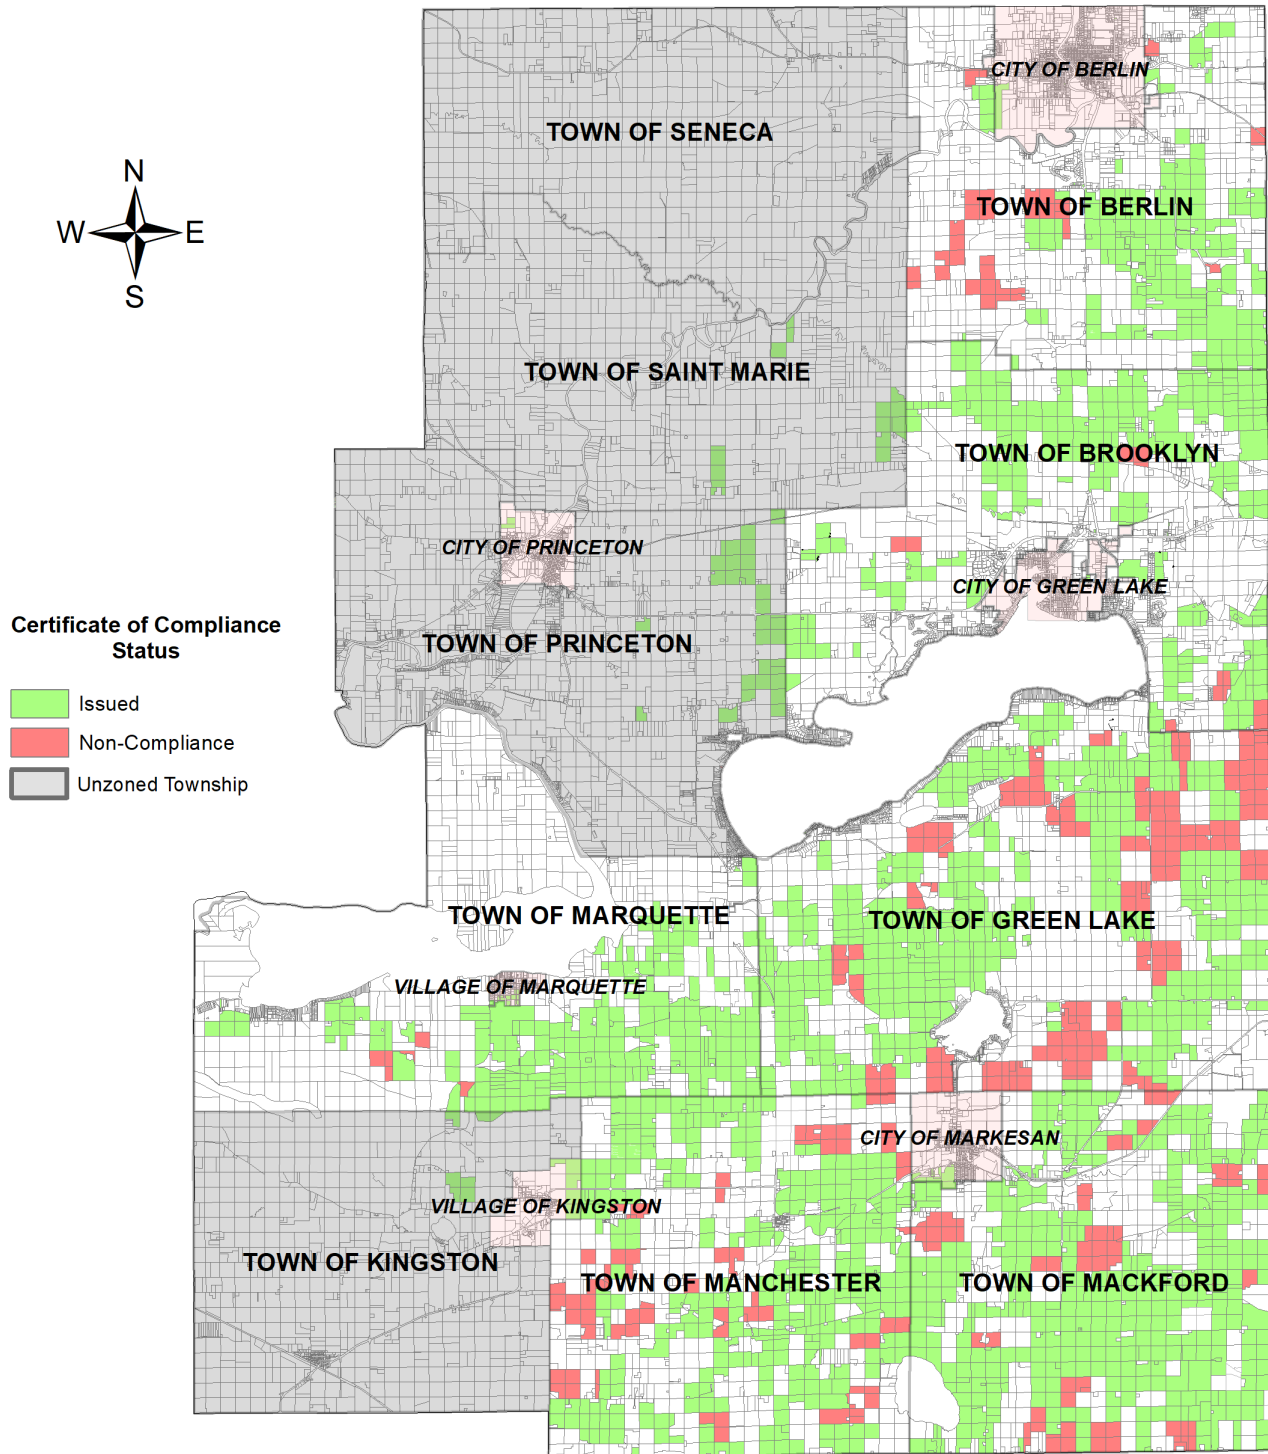 CITY OF BERLIN
TOWN OF SENECA
N
W E
S
TOWN OF BERLIN
TOWN OF SAINT MARIE
TOWN OF BROOKLYN
CITY OF PRINCETON
CITY OF GREEN LAKE
Certificate of Compliance
Status
Issued
Non-Compliance
Unzoned Township
TOWN OF PRINCETON
TOWN OF MARQUETTE
TOWN OF GREEN LAKE
VILLAGE OF MARQUETTE
CITY OF MARKESAN
VILLAGE OF KINGSTON
TOWN OF KINGSTON
TOWN OF MANCHESTER
TOWN OF MACKFORD